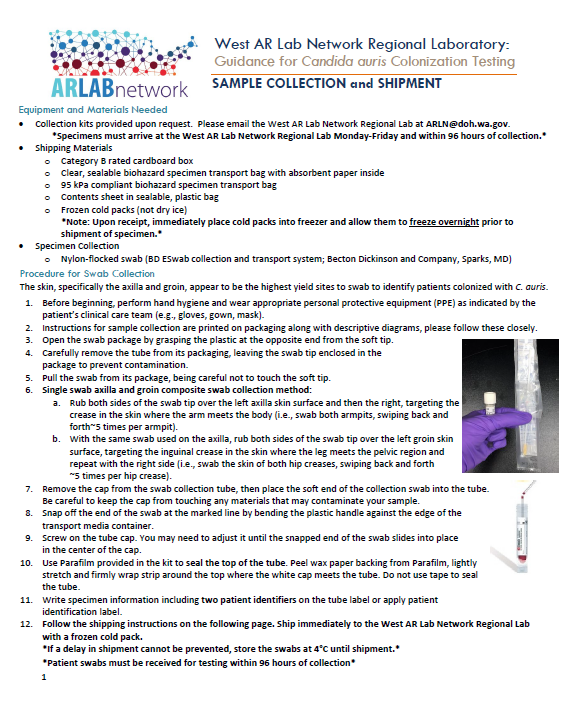 ARLABnetwork
West AR Lab Network Regional Laboratory:
Guidance for Candida auris Colonization Testing
SAMPLE COLLECTION and SHIPMENT
Equipment and Materials Needed
• Collection kits provided upon request. Please email the West AR Lab Network Regional Lab at ARLN@doh.wa.gov.
*Specimens must arrive at the West AR Lab Network Regional Lab Monday-Friday and within 96 hours of collection.*
• Shipping Materials
o Category B rated cardboard box
o Clear, sealable biohazard specimen transport bag with absorbent paper inside
o 95 kPa compliant biohazard specimen transport bag
o Contents sheet in sealable, plastic bag
o Frozen cold packs (not dry ice)
*Note: Upon receipt, immediately place cold packs into freezer and allow them to freeze overnight prior to
shipment of specimen.*
• Specimen Collection
o Nylon-flocked swab (BD ESwab collection and transport system; Becton Dickinson and Company, Sparks, MD)
Procedure for Swab Collection
The skin, specifically the axilla and groin, appear to be the highest yield sites to swab to identify patients colonized with C. auris.
1. Before beginning, perform hand hygiene and wear appropriate personal protective equipment (PPE) as indicated by the
patient's clinical care team (e.g., gloves, gown, mask).
2. Instructions for sample collection are printed on packaging along with descriptive diagrams, please follow these closely.
3. Open the swab package by grasping the plastic at the opposite end from the soft tip.
4. Carefully remove the tube from its packaging, leaving the swab tip enclosed in the
package to prevent contamination.
5. Pull the swab from its package, being careful not to touch the soft tip.
6. Single swab axilla and groin composite swab collection method:
a. Rub both sides of the swab tip over the left axilla skin surface and then the right, targeting the
crease in the skin where the arm meets the body (i.e., swab both armpits, swiping back and
forth~5 times per armpit).
b. With the same swab used on the axilla, rub both sides of the swab tip over the left groin skin
surface, targeting the inguinal crease in the skin where the leg meets the pelvic region and
repeat with the right side (i.e., swab the skin of both hip creases, swiping back and forth
~5 times per hip crease).
7. Remove the cap from the swab collection tube, then place the soft end of the collection swab into the tube.
Be careful to keep the cap from touching any materials that may contaminate your sample.
8. Snap off the end of the swab at the marked line by bending the plastic handle against the edge of the
transport media container.
9. Screw on the tube cap. You may need to adjust it until the snapped end of the swab slides into place
in the center of the cap.
10. Use Parafilm provided in the kit to seal the top of the tube. Peel wax paper backing from Parafilm, lightly
stretch and firmly wrap strip around the top where the white cap meets the tube. Do not use tape to seal
the tube.
11. Write specimen information including two patient identifiers on the tube label or apply patient
identification label.
12. Follow the shipping instructions on the following page. Ship immediately to the West AR Lab Network Regional Lab
with a frozen cold pack.
*If a delay in shipment cannot be prevented, store the swabs at 4°C until shipment.*
*Patient swabs must be received for testing within 96 hours of collection*
1